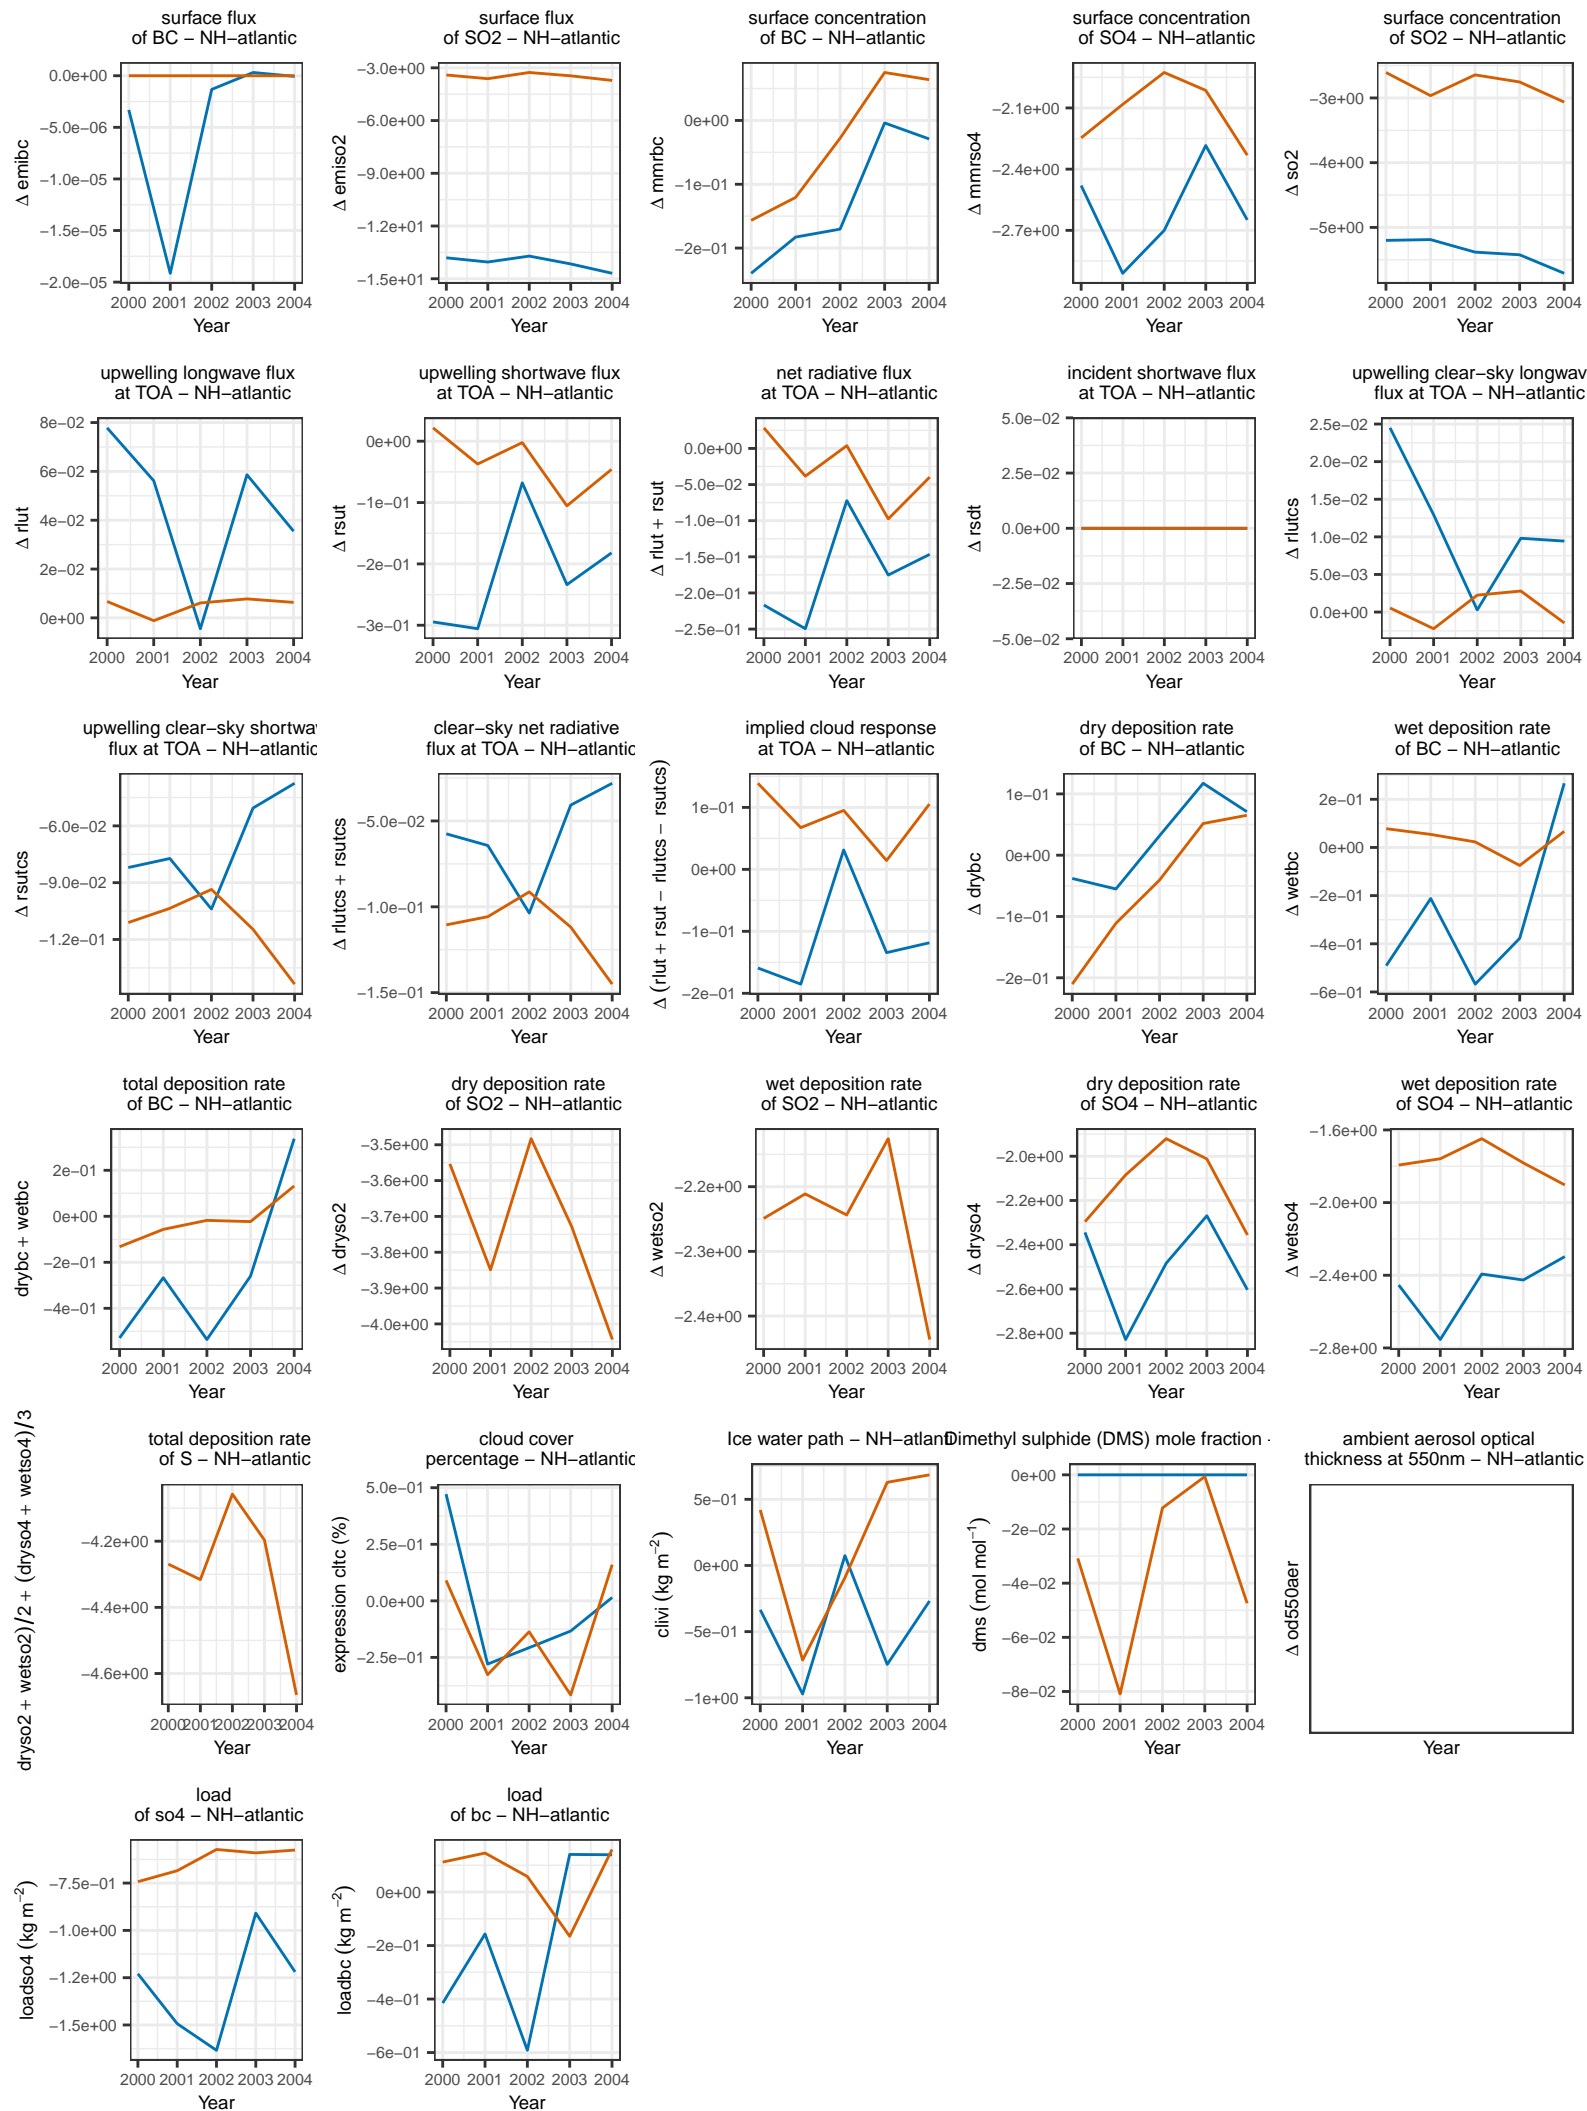 surface flux
of BC − NH−atlantic
Δ emibc
0.0e+00
−5.0e−06
−1.0e−05
−1.5e−05
−2.0e−05
2000 2001 2002 2003 2004
Year
surface flux
of SO2 − NH−atlantic
Δ emiso2
−3.0e+00
−6.0e+00
−9.0e+00
−1.2e+01
−1.5e+01
2000 2001 2002 2003 2004
Year
surface concentration
of BC − NH−atlantic
Δ mmrbc
0e+00
−1e−01
−2e−01
2000 2001 2002 2003 2004
Year
surface concentration
of SO4 − NH−atlantic
Δ mmrso4
−2.1e+00
−2.4e+00
−2.7e+00
2000 2001 2002 2003 2004
Year
surface concentration
of SO2 − NH−atlantic
Δ so2
−3e+00
−4e+00
−5e+00
2000 2001 2002 2003 2004
Year
upwelling longwave flux
at TOA − NH−atlantic
Δ rlut
8e−02
6e−02
4e−02
2e−02
0e+00
2000 2001 2002 2003 2004
Year
upwelling shortwave flux
at TOA − NH−atlantic
Δ rsut
0e+00
−1e−01
−2e−01
−3e−01
2000 2001 2002 2003 2004
Year
net radiative flux
at TOA − NH−atlantic
Δ rlut + rsut
0.0e+00
−5.0e−02
−1.0e−01
−1.5e−01
−2.0e−01
−2.5e−01
2000 2001 2002 2003 2004
Year
incident shortwave flux
at TOA − NH−atlantic
Δ rsdt
5.0e−02
2.5e−02
0.0e+00
−2.5e−02
−5.0e−02
2000 2001 2002 2003 2004
Year
upwelling clear−sky longwav
flux at TOA − NH−atlantic
Δ rlutcs
2.5e−02
2.0e−02
1.5e−02
1.0e−02
5.0e−03
0.0e+00
2000 2001 2002 2003 2004
Year
upwelling clear−sky shortwav
flux at TOA − NH−atlantic
Δ rsutcs
−6.0e−02
−9.0e−02
−1.2e−01
2000 2001 2002 2003 2004
Year
clear−sky net radiative
flux at TOA − NH−atlantic
Δ rlutcs + rsutcs
−5.0e−02
−1.0e−01
−1.5e−01
2000 2001 2002 2003 2004
Year
implied cloud response
at TOA − NH−atlantic
Δ (rlut + rsut − rlutcs − rsutcs)
1e−01
0e+00
−1e−01
−2e−01
2000 2001 2002 2003 2004
Year
dry deposition rate
of BC − NH−atlantic
Δ drybc
1e−01
0e+00
−1e−01
−2e−01
2000 2001 2002 2003 2004
Year
wet deposition rate
of BC − NH−atlantic
Δ wetbc
2e−01
0e+00
−2e−01
−4e−01
−6e−01
2000 2001 2002 2003 2004
Year
total deposition rate
of BC − NH−atlantic
drybc + wetbc
2e−01
0e+00
−2e−01
−4e−01
2000 2001 2002 2003 2004
Year
dry deposition rate
of SO2 − NH−atlantic
Δ dryso2
−3.5e+00
−3.6e+00
−3.7e+00
−3.8e+00
−3.9e+00
−4.0e+00
2000 2001 2002 2003 2004
Year
wet deposition rate
of SO2 − NH−atlantic
Δ wetso2
−2.2e+00
−2.3e+00
−2.4e+00
2000 2001 2002 2003 2004
Year
dry deposition rate
of SO4 − NH−atlantic
Δ dryso4
−2.0e+00
−2.2e+00
−2.4e+00
−2.6e+00
−2.8e+00
2000 2001 2002 2003 2004
Year
wet deposition rate
of SO4 − NH−atlantic
Δ wetso4
−1.6e+00
−2.0e+00
−2.4e+00
−2.8e+00
2000 2001 2002 2003 2004
Year
total deposition rate
of S − NH−atlantic
dryso2 + wetso2)/2 + (dryso4 + wetso4)/3
−4.2e+00
−4.4e+00
−4.6e+00
2000 2001 2002 2003 2004
Year
cloud cover
percentage − NH−atlantic
expression cltc (%)
5.0e−01
2.5e−01
0.0e+00
−2.5e−01
2000 2001 2002 2003 2004
Year
Ice water path − NH−atlanti
clivi (kg m−2)
5e−01
0e+00
−5e−01
−1e+00
2000 2001 2002 2003 2004
Year
Dimethyl sulphide (DMS) mole fraction −
dms (mol mol−1)
0e+00
−2e−02
−4e−02
−6e−02
−8e−02
2000 2001 2002 2003 2004
Year
ambient aerosol optical
thickness at 550nm − NH−atlantic
Δ od550aer
Year
load
of so4 − NH−atlantic
loadso4 (kg m−2)
−7.5e−01
−1.0e+00
−1.2e+00
−1.5e+00
2000 2001 2002 2003 2004
Year
load
of bc − NH−atlantic
loadbc (kg m−2)
0e+00
−2e−01
−4e−01
−6e−01
2000 2001 2002 2003 2004
Year